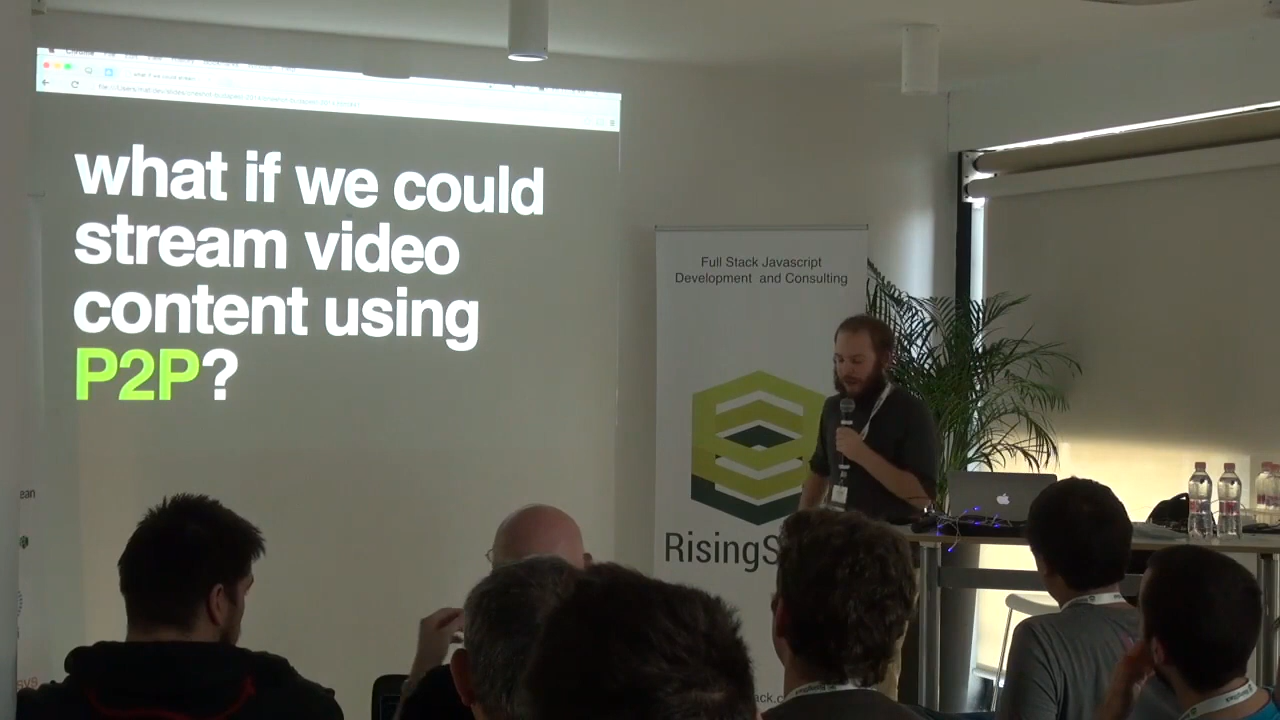 what if we could
stream video
content using
P2P?
Full Stack Javascript
Development and Consulting
RisingS